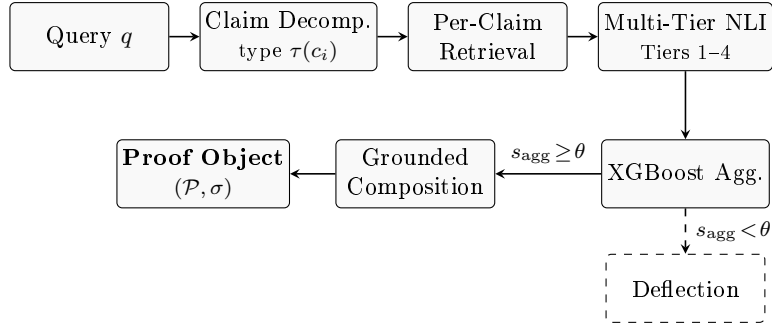 Query q
Claim Decomp.
type τ(cᵢ)
Per-Claim
Retrieval
Multi-Tier NLI
Tiers 1–4
Proof Object
(𝒫, σ)
Grounded
Composition
s_agg ≥ θ
XGBoost Agg.
s_agg < θ
Deflection